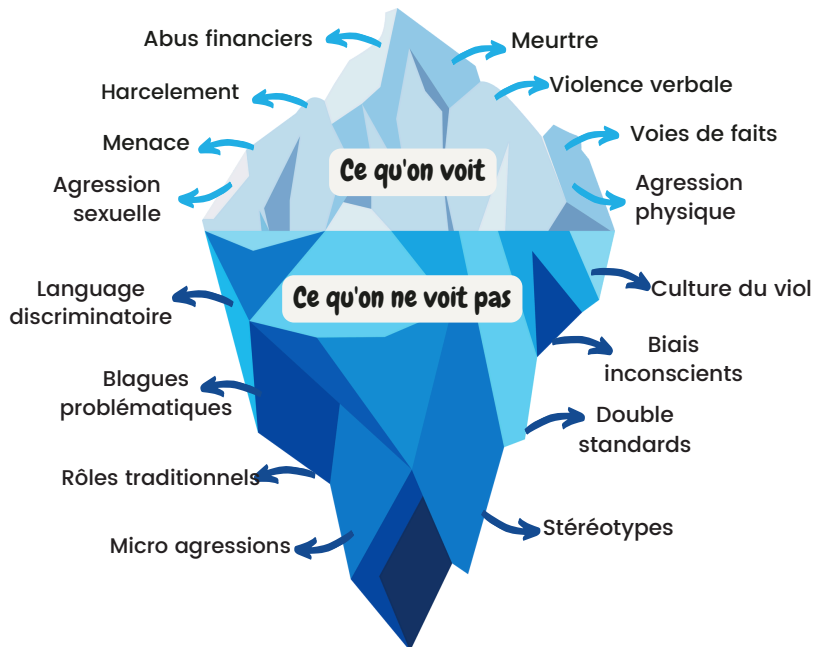 Abus financiers
Meurtre
Harcelement
Violence verbale
Menace
Voies de faits
Ce qu'on voit
Agression
sexuelle
Agression
physique
Ce qu'on ne voit pas
Language
discriminatoire
Culture du viol
Biais
inconscients
Blagues
problématiques
Double
standards
Rôles traditionnels
Stéréotypes
Micro agressions